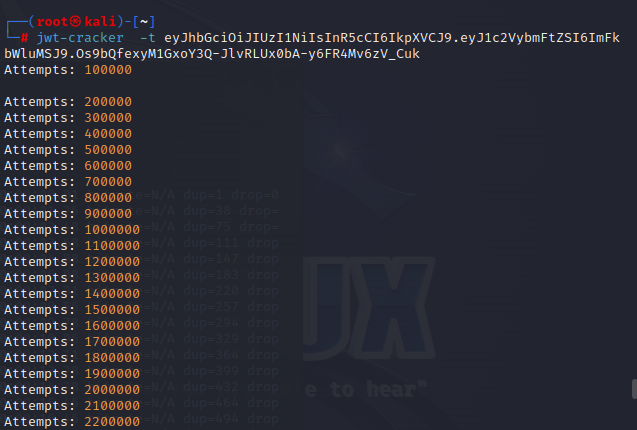 ┌──(root㉿kali)-[~]
└─# jwt-cracker  -t eyJhbGciOiJIUzI1NiIsInR5cCI6IkpXVCJ9.eyJ1c2VybmFtZSI6ImFk
bWluMSJ9.Os9bQfexyM1GxoY3Q-JlvRLUx0bA-y6FR4Mv6zV_Cuk
Attempts: 100000
Attempts: 200000
Attempts: 300000
Attempts: 400000
Attempts: 500000
Attempts: 600000
Attempts: 700000
Attempts: 800000
Attempts: 900000
Attempts: 1000000
Attempts: 1100000
Attempts: 1200000
Attempts: 1300000
Attempts: 1400000
Attempts: 1500000
Attempts: 1600000
Attempts: 1700000
Attempts: 1800000
Attempts: 1900000
Attempts: 2000000
Attempts: 2100000
Attempts: 2200000